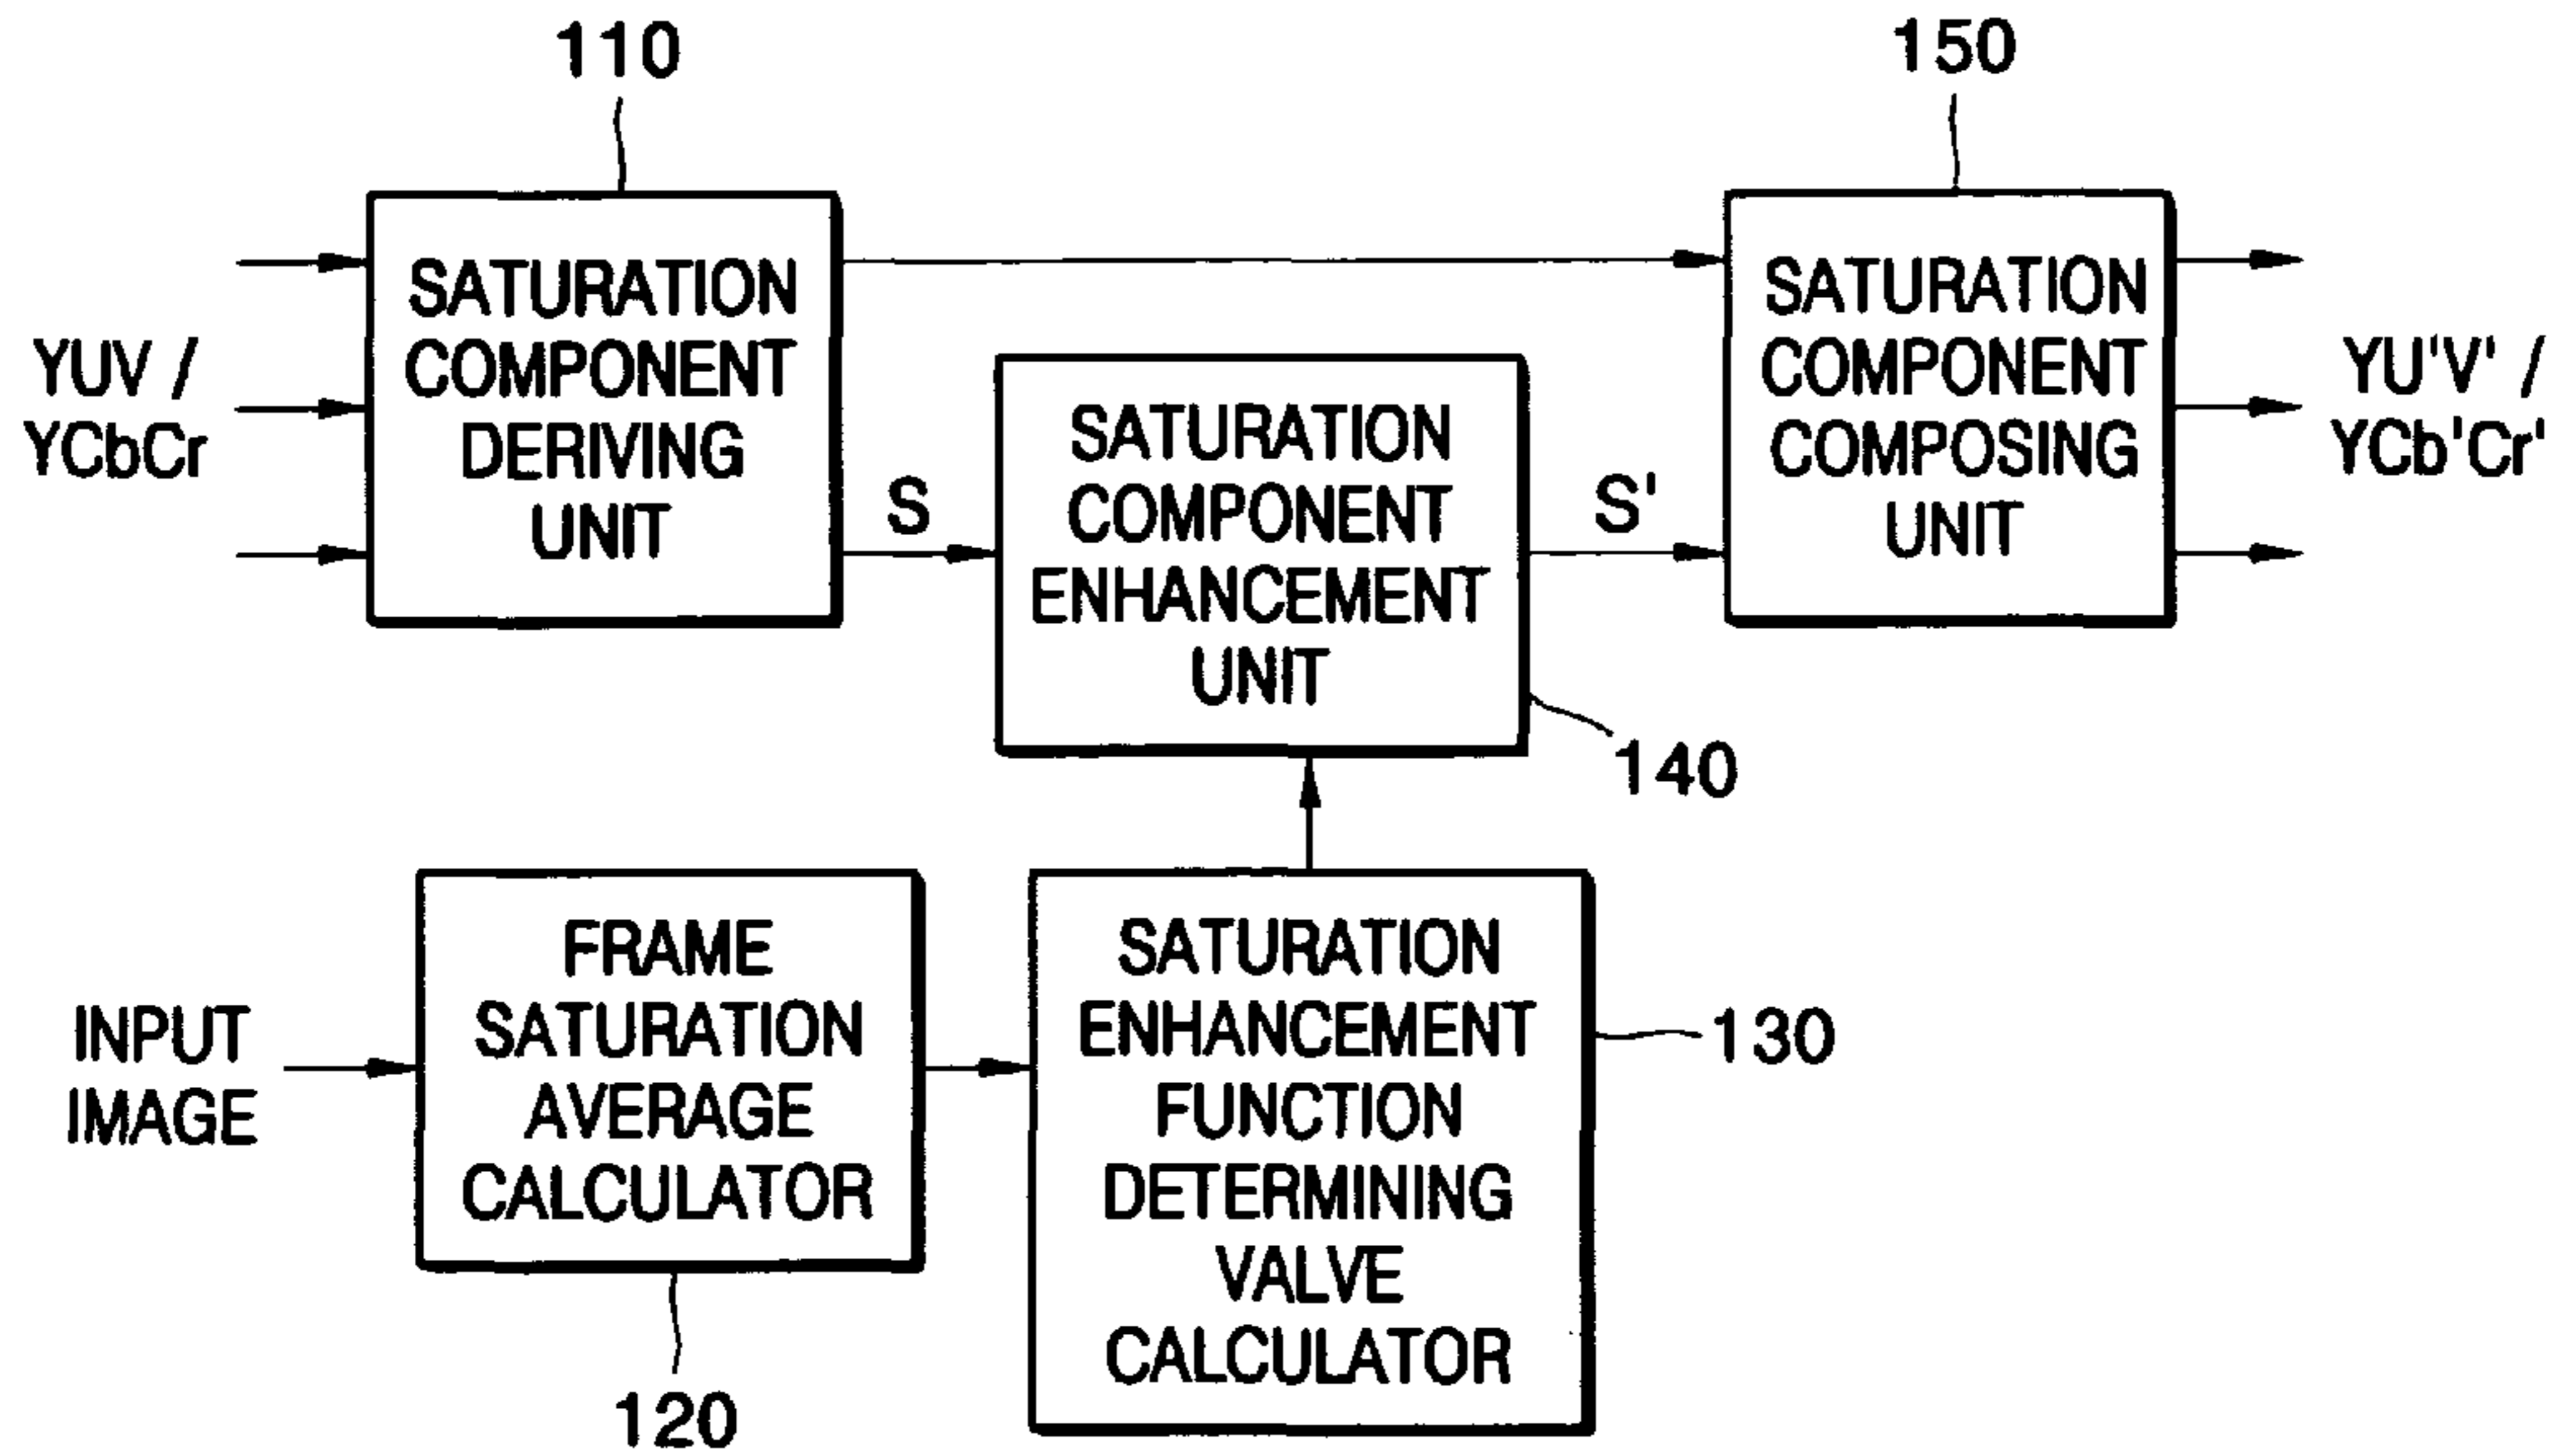 110
150
YUV /
YCbCr
SATURATION
COMPONENT
DERIVING
UNIT
S
SATURATION
COMPONENT
ENHANCEMENT
UNIT
140
S'
SATURATION
COMPONENT
COMPOSING
UNIT
YU'V' /
YCb'Cr'
INPUT
IMAGE
FRAME
SATURATION
AVERAGE
CALCULATOR
120
SATURATION
ENHANCEMENT
FUNCTION
DETERMINING
VALVE
CALCULATOR
130